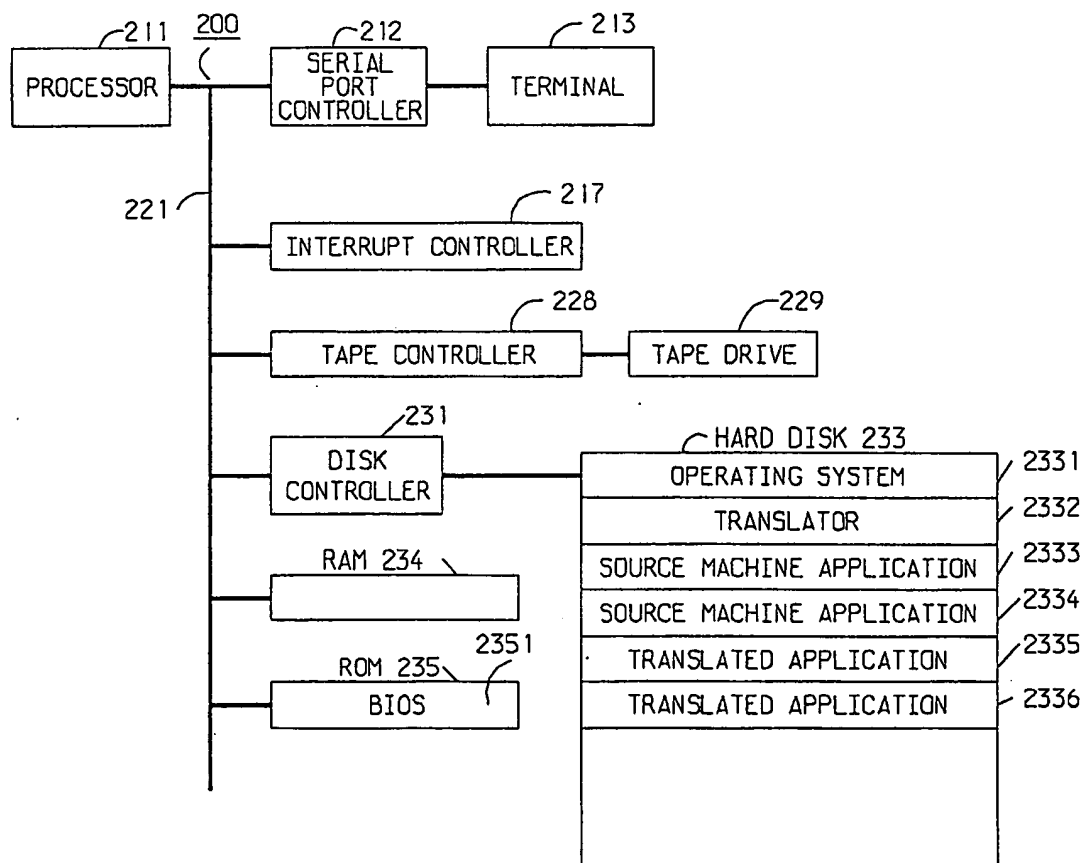 211
200
212
213
PROCESSOR
SERIAL
PORT
CONTROLLER
TERMINAL
221
217
INTERRUPT CONTROLLER
228
229
TAPE CONTROLLER
TAPE DRIVE
231
DISK
CONTROLLER
HARD DISK 233
OPERATING SYSTEM
2331
TRANSLATOR
2332
SOURCE MACHINE APPLICATION
2333
SOURCE MACHINE APPLICATION
2334
TRANSLATED APPLICATION
2335
TRANSLATED APPLICATION
2336
RAM 234
ROM 235
2351
BIOS